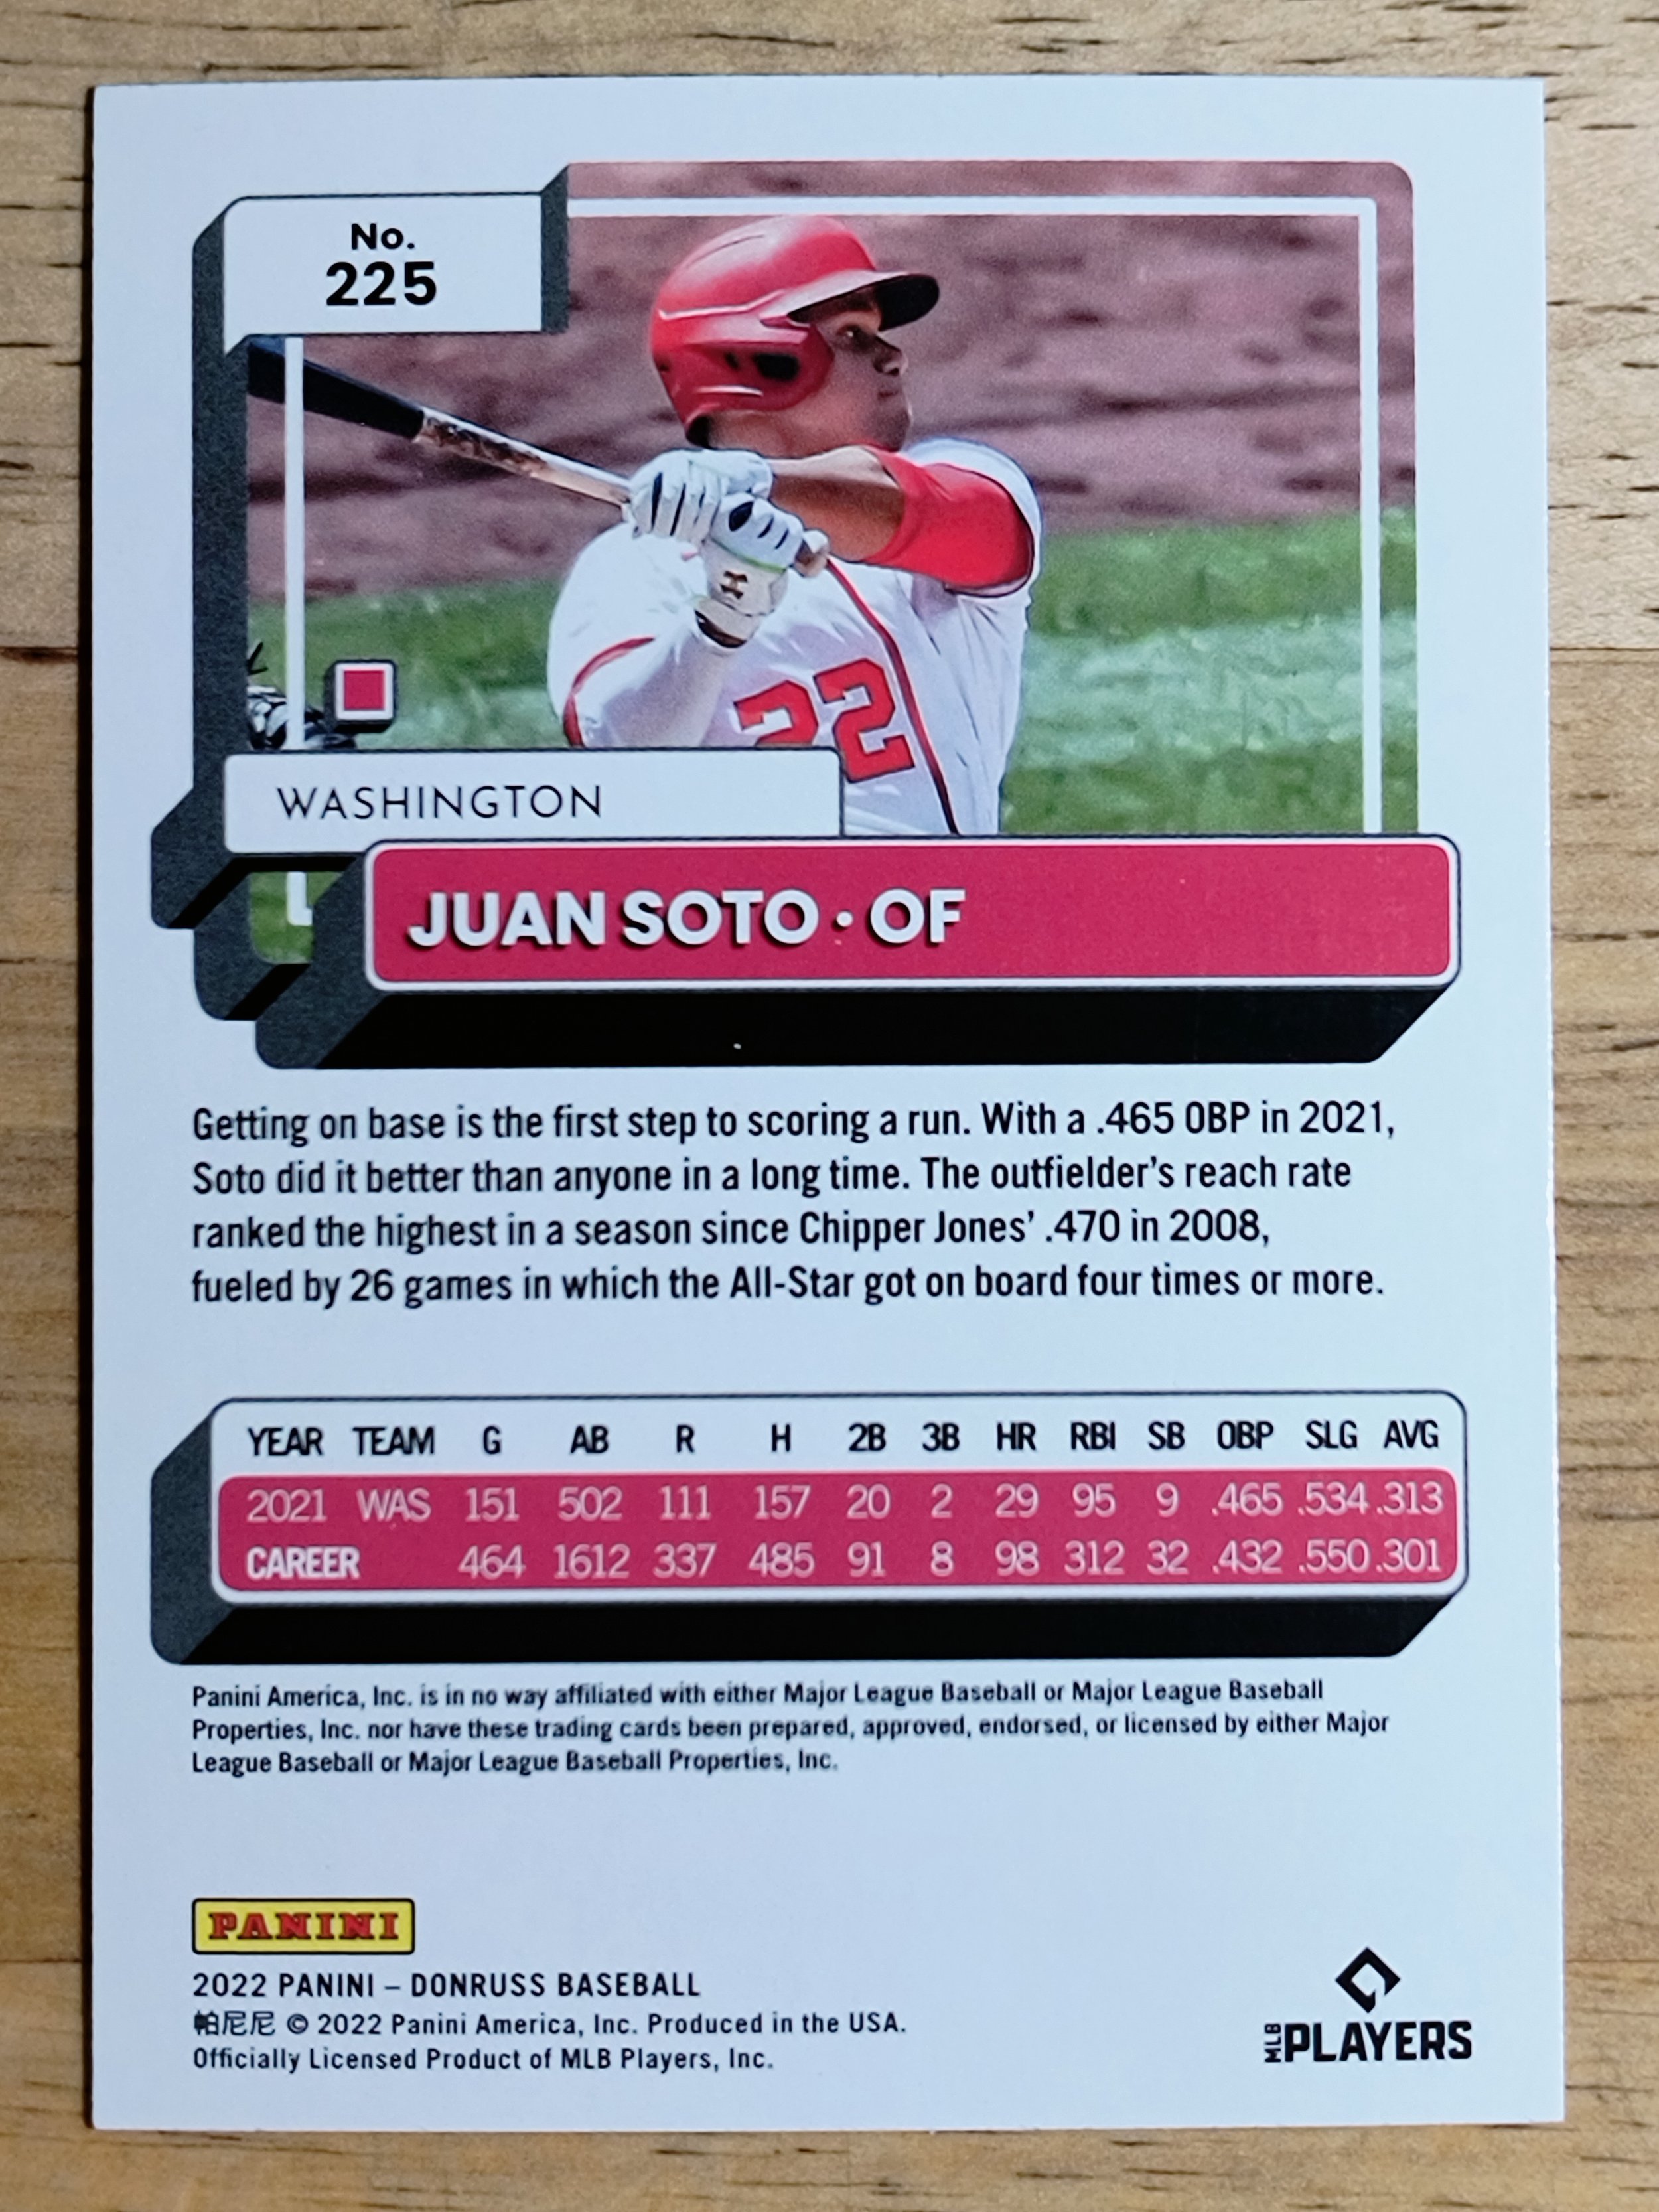 No.
225
22
WASHINGTON
JUAN SOTO • OF
Getting on base is the first step to scoring a run. With a .465 OBP in 2021,
Soto did it better than anyone in a long time. The outfielder's reach rate
ranked the highest in a season since Chipper Jones' .470 in 2008,
fueled by 26 games in which the All-Star got on board four times or more.
YEAR TEAM G AB R H 2B 3B HR RBI SB OBP SLG AVG
2021 WAS 151 502 111 157 20 2 29 95 9 .465 .534 .313
CAREER 464 1612 337 485 91 8 98 312 32 .432 .550 .301
Panini America, Inc. is in no way affiliated with either Major League Baseball or Major League Baseball
Properties, Inc. nor have these trading cards been prepared, approved, endorsed, or licensed by either Major
League Baseball or Major League Baseball Properties, Inc.
PANINI
2022 PANINI – DONRUSS BASEBALL
帕尼尼 © 2022 Panini America, Inc. Produced in the USA.
Officially Licensed Product of MLB Players, Inc.
MLB PLAYERS